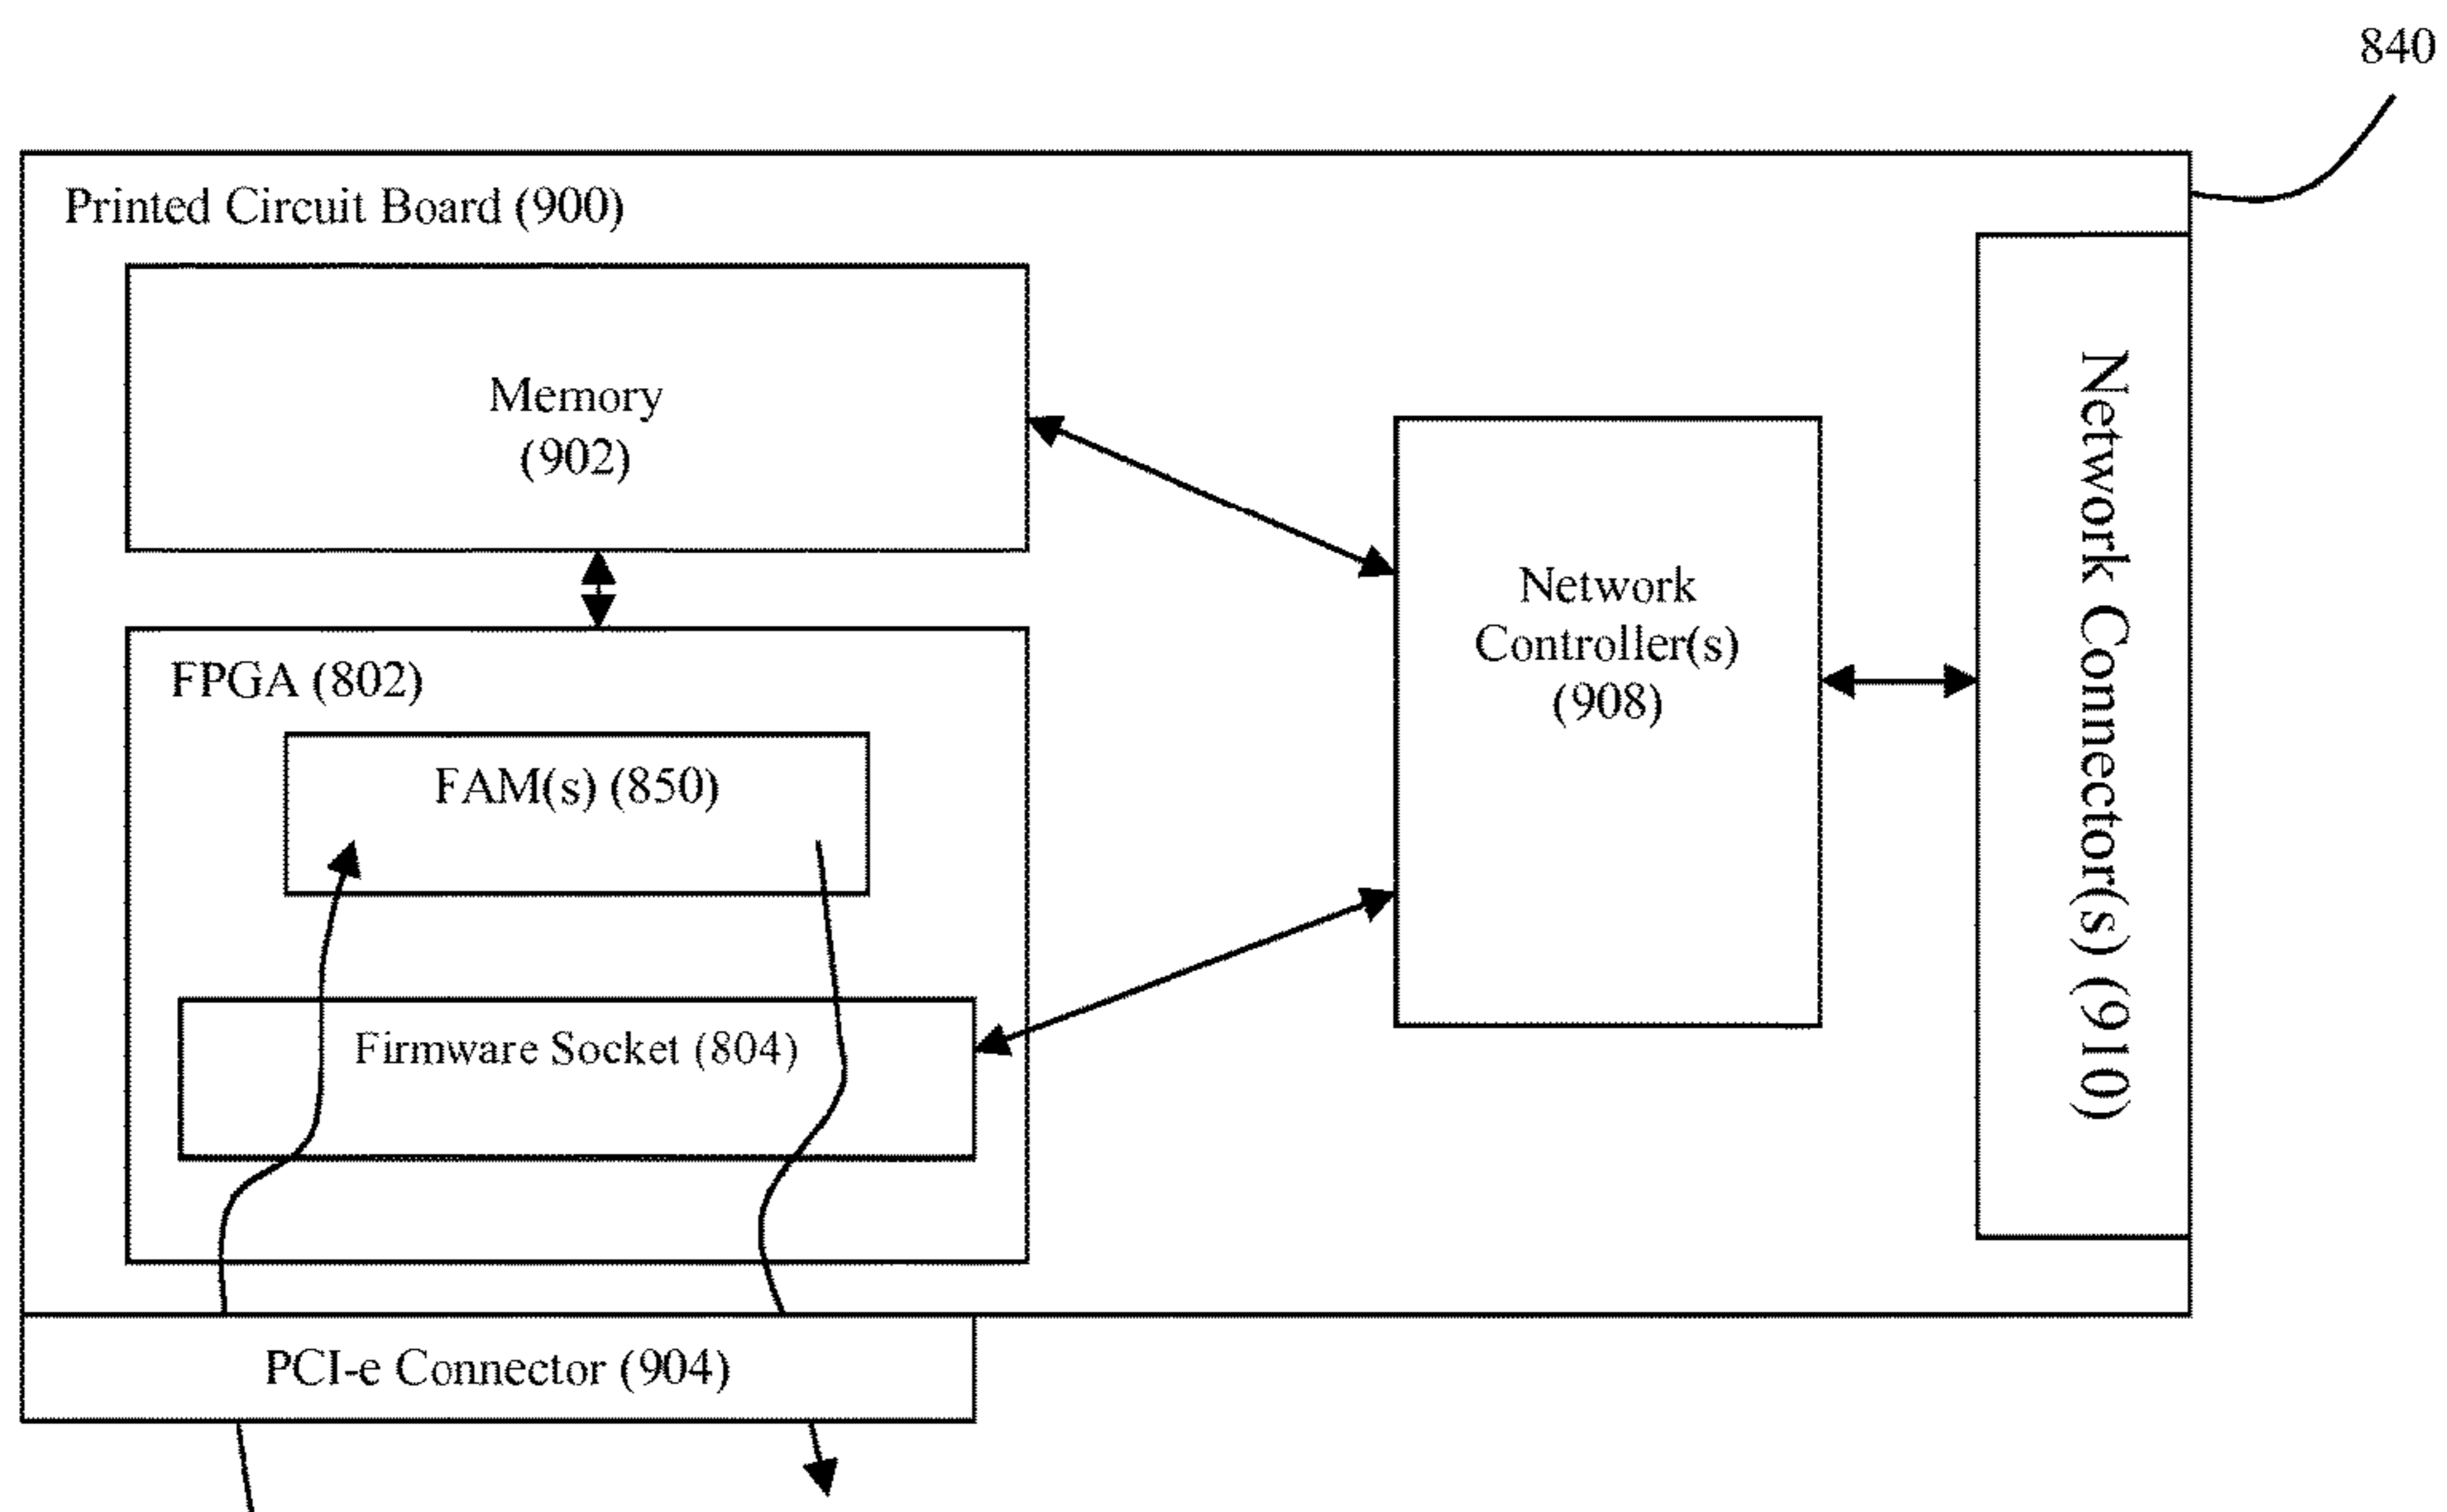 840
Printed Circuit Board (900)
Memory
(902)
FPGA (802)
FAM(s) (850)
Firmware Socket (804)
Network
Controller(s)
(908)
Network Connector(s) (910)
PCI-e Connector (904)